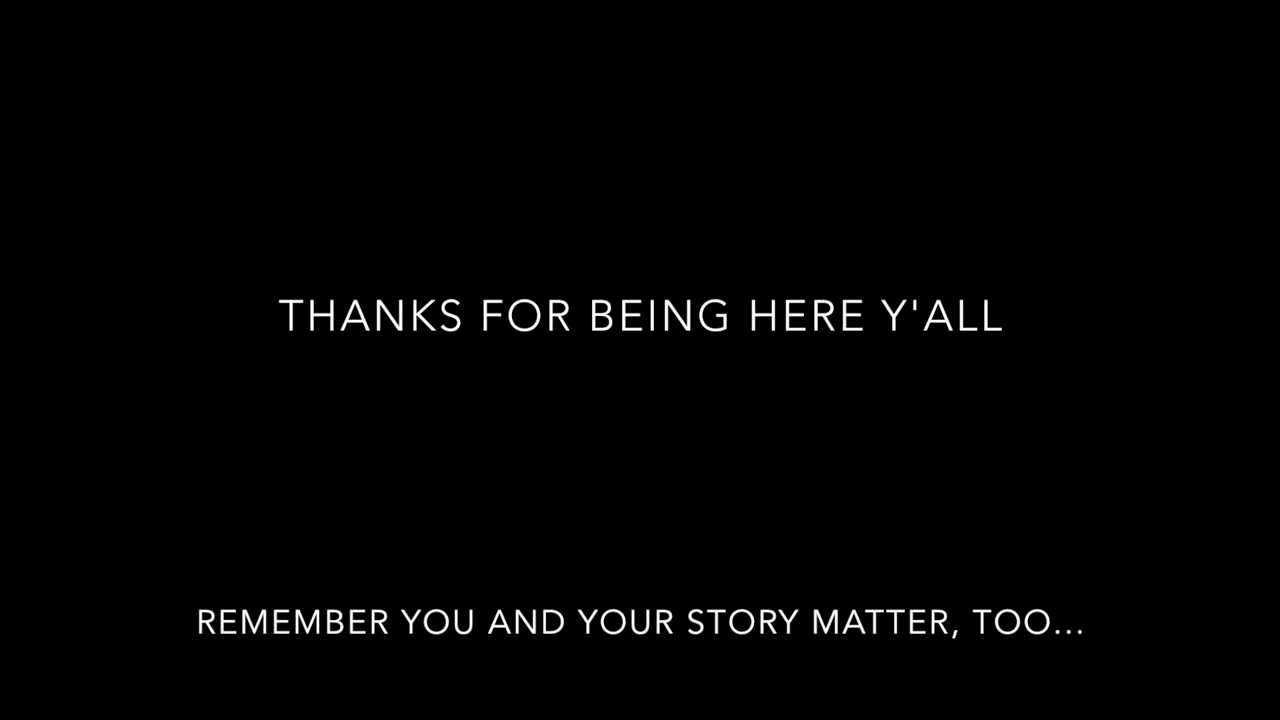 THANKS FOR BEING HERE Y'ALL
REMEMBER YOU AND YOUR STORY MATTER, TOO...